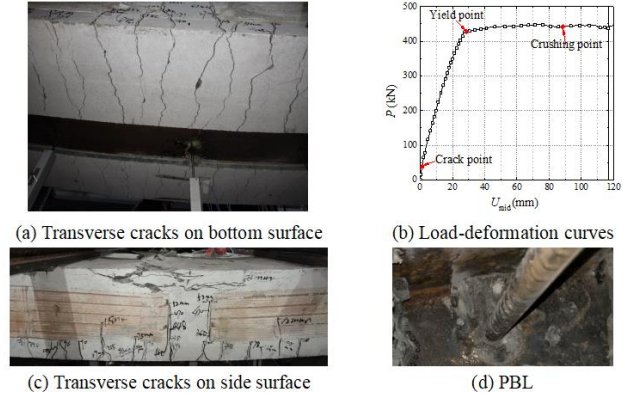 Yield point
500
400
300
200
100
0
P (kN)
Crushing point
Crack point
0 20 40 60 80 100 120
U_mid(mm)
(a) Transverse cracks on bottom surface
(b) Load-deformation curves
(c) Transverse cracks on side surface
(d) PBL